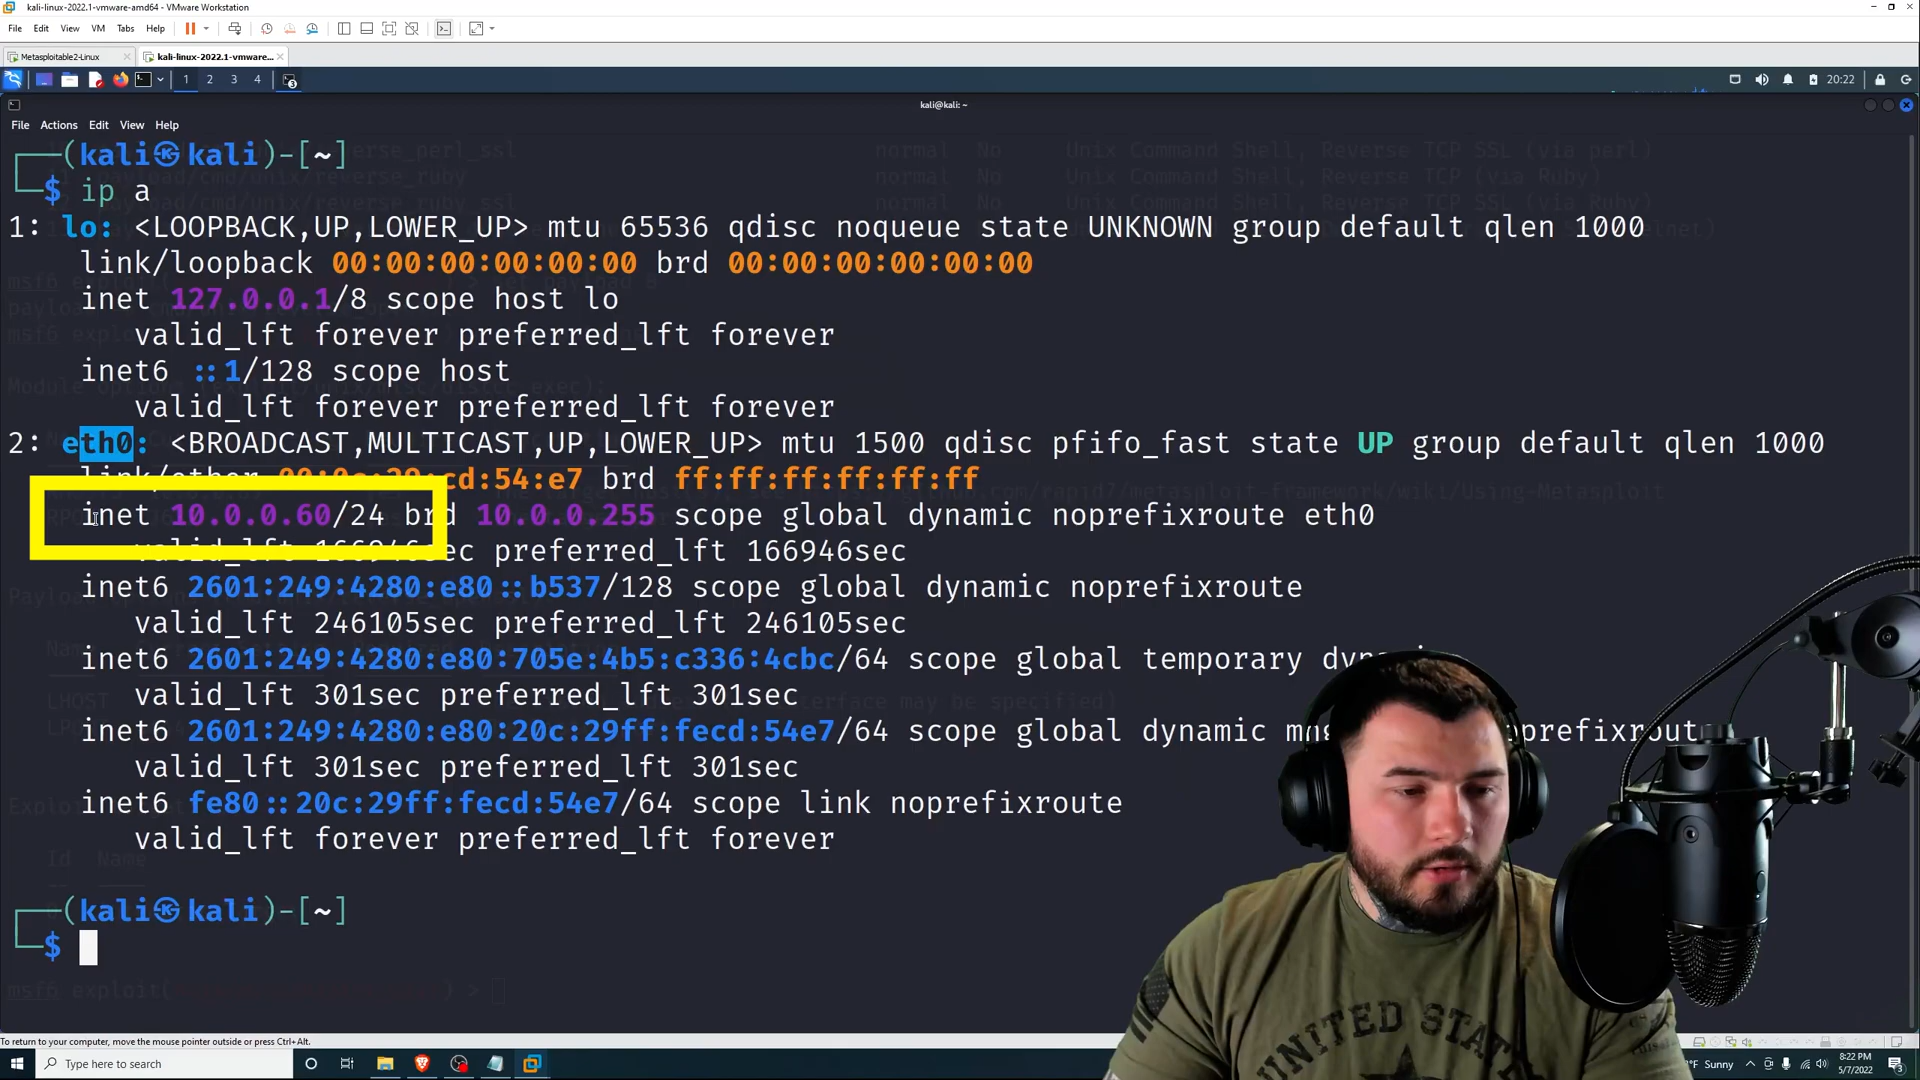 kali-linux-2022.1-vmware-amd64 - VMware Workstation
File Edit View VM Tabs Help
Metasploitable2-Linux
kali-linux-2022.1-vmware...
1 2 3 4
20:22
kali@kali: ~
File Actions Edit View Help
(kali㉿kali)-[~]
$ ip a
1: lo: <LOOPBACK,UP,LOWER_UP> mtu 65536 qdisc noqueue state UNKNOWN group default qlen 1000
link/loopback 00:00:00:00:00:00 brd 00:00:00:00:00:00
inet 127.0.0.1/8 scope host lo
valid_lft forever preferred_lft forever
inet6 ::1/128 scope host
valid_lft forever preferred_lft forever
2: eth0: <BROADCAST,MULTICAST,UP,LOWER_UP> mtu 1500 qdisc pfifo_fast state UP group default qlen 1000
link/ether 00:0c:29:cd:54:e7 brd ff:ff:ff:ff:ff:ff
inet 10.0.0.60/24 brd 10.0.0.255 scope global dynamic noprefixroute eth0
valid_lft 166946sec preferred_lft 166946sec
inet6 2601:249:4280:e80::b537/128 scope global dynamic noprefixroute
valid_lft 246105sec preferred_lft 246105sec
inet6 2601:249:4280:e80:705e:4b5:c336:4cbc/64 scope global temporary
valid_lft 301sec preferred_lft 301sec
inet6 2601:249:4280:e80:20c:29ff:fecd:54e7/64 scope global dynamic
valid_lft 301sec preferred_lft 301sec
inet6 fe80::20c:29ff:fecd:54e7/64 scope link noprefixroute
valid_lft forever preferred_lft forever
(kali㉿kali)-[~]
$
msf6 exploit( ) >
UNITED STATES
To return to your computer, move the mouse pointer outside or press Ctrl+Alt.
Type here to search
°F Sunny
8:22 PM
5/7/2022